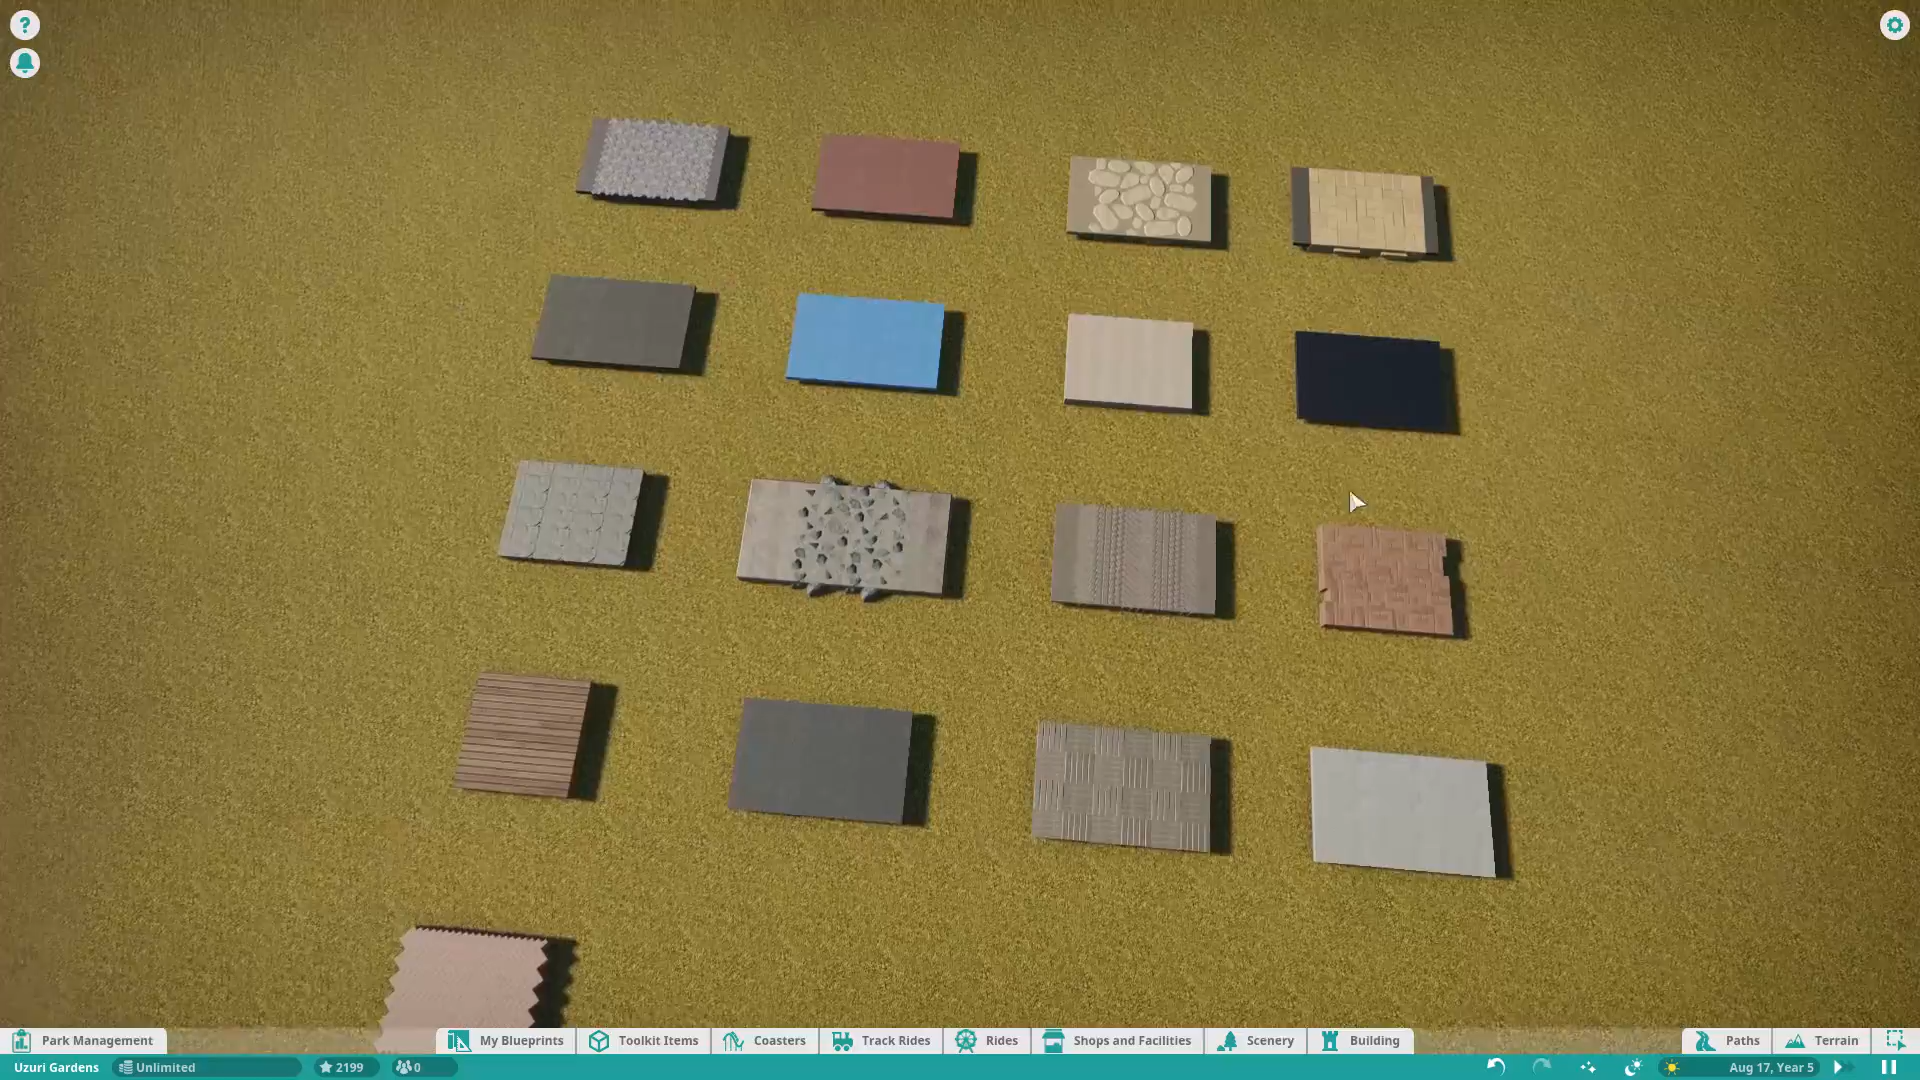 ?
Park Management
My Blueprints
Toolkit Items
Coasters
Track Rides
Rides
Shops and Facilities
Scenery
Building
Paths
Terrain
Uzuri Gardens
Unlimited
2199
0
Aug 17, Year 5